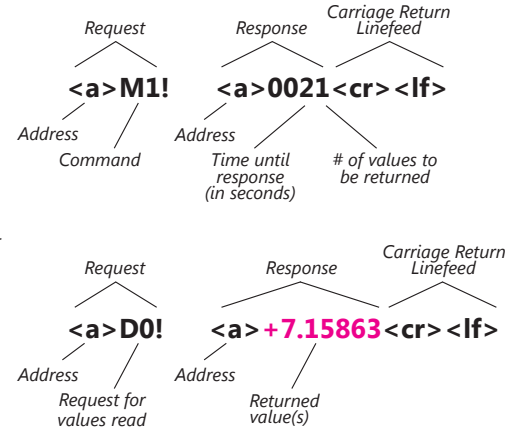 Request
Response
Carriage Return
Linefeed
<a>M1!
<a>0021<cr><lf>
Address
Command
Address
Time until
response
(in seconds)
# of values to
be returned
Request
Response
Carriage Return
Linefeed
<a>D0!
<a>+7.15863<cr><lf>
Address
Request for
values read
Address
Returned
value(s)